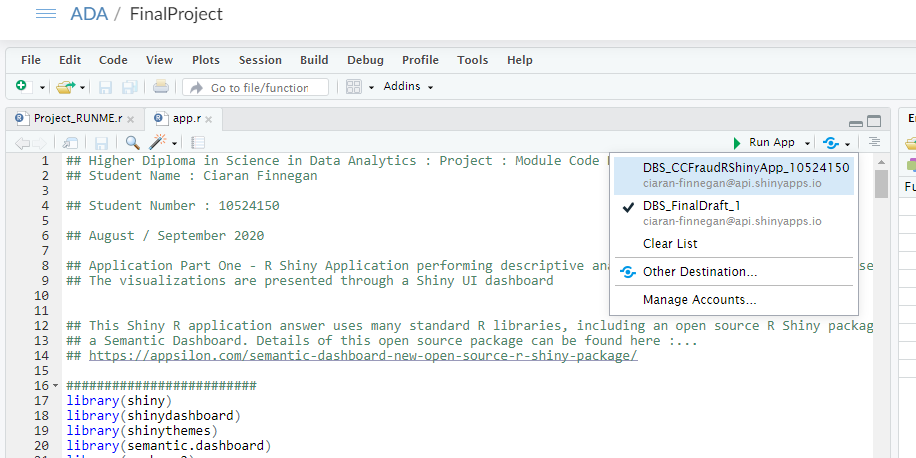 ADA / FinalProject
File Edit Code View Plots Session Build Debug Profile Tools Help
Go to file/function Addins
Project_RUNME.r app.r
Run App
1 ## Higher Diploma in Science in Data Analytics : Project : Module Code
2 ## Student Name : Ciaran Finnegan
3
4 ## Student Number : 10524150
5
6 ## August / September 2020
7
8 ## Application Part One - R Shiny Application performing descriptive
9 ## The visualizations are presented through a Shiny UI dashboard
10
11
12 ## This Shiny R application answer uses many standard R libraries, including an open source R Shiny packag
13 ## a Semantic Dashboard. Details of this open source package can be found here :...
14 ## https://appsilon.com/semantic-dashboard-new-open-source-r-shiny-package/
15
16 #########################
17 library(shiny)
18 library(shinydashboard)
19 library(shinythemes)
20 library(semantic.dashboard)
DBS_CCFraudRShinyApp_10524150
ciaran-finnegan@api.shinyapps.io
DBS_FinalDraft_1
ciaran-finnegan@api.shinyapps.io
Clear List
Other Destination...
Manage Accounts...